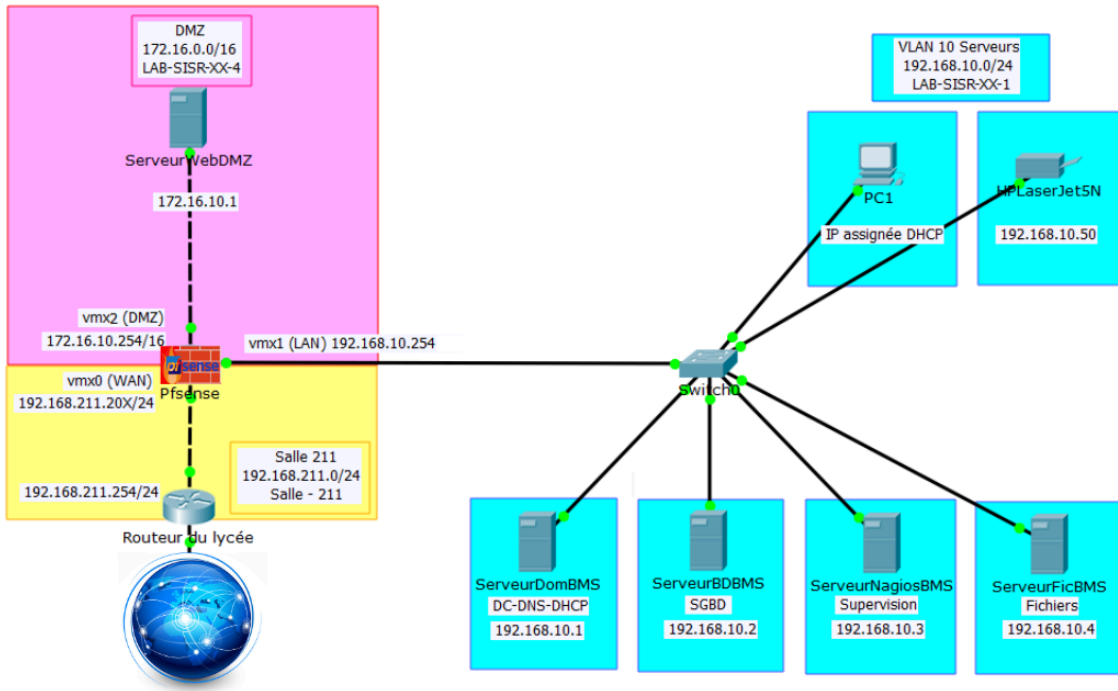 DMZ
172.16.0.0/16
LAB-SISR-XX-4
ServeurWebDMZ
172.16.10.1
vmx2 (DMZ)
172.16.10.254/16
vmx1 (LAN) 192.168.10.254
pfsense
Pfsense
vmx0 (WAN)
192.168.211.20X/24
Salle 211
192.168.211.0/24
Salle - 211
192.168.211.254/24
Routeur du lycée
VLAN 10 Serveurs
192.168.10.0/24
LAB-SISR-XX-1
PC1
IP assignée DHCP
HPLaserJet5N
192.168.10.50
Switch0
ServeurDomBMS
DC-DNS-DHCP
192.168.10.1
ServeurBDBMS
SGBD
192.168.10.2
ServeurNagiosBMS
Supervision
192.168.10.3
ServeurFicBMS
Fichiers
192.168.10.4